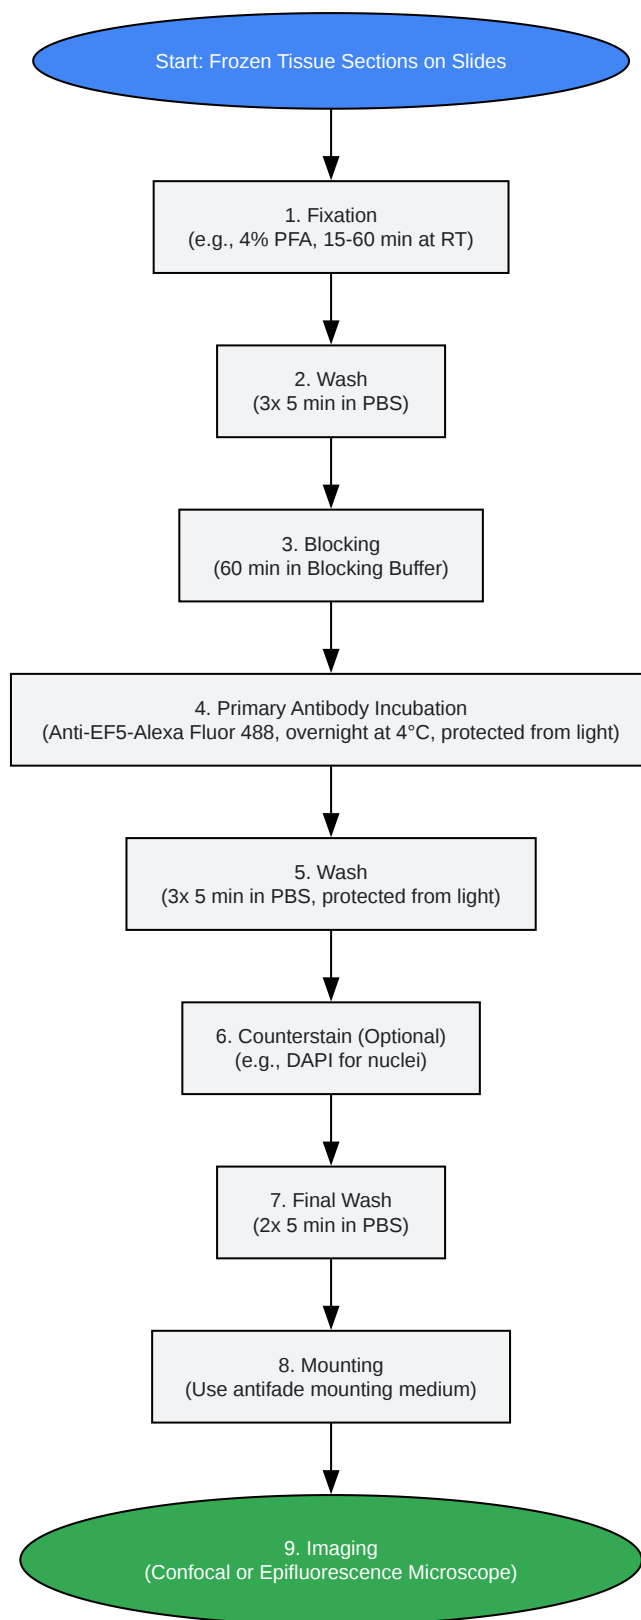 Start: Frozen Tissue Sections on Slides
1. Fixation
(e.g., 4% PFA, 15-60 min at RT)
2. Wash
(3x 5 min in PBS)
3. Blocking
(60 min in Blocking Buffer)
4. Primary Antibody Incubation
(Anti-EF5-Alexa Fluor 488, overnight at 4°C, protected from light)
5. Wash
(3x 5 min in PBS, protected from light)
6. Counterstain (Optional)
(e.g., DAPI for nuclei)
7. Final Wash
(2x 5 min in PBS)
8. Mounting
(Use antifade mounting medium)
9. Imaging
(Confocal or Epifluorescence Microscope)